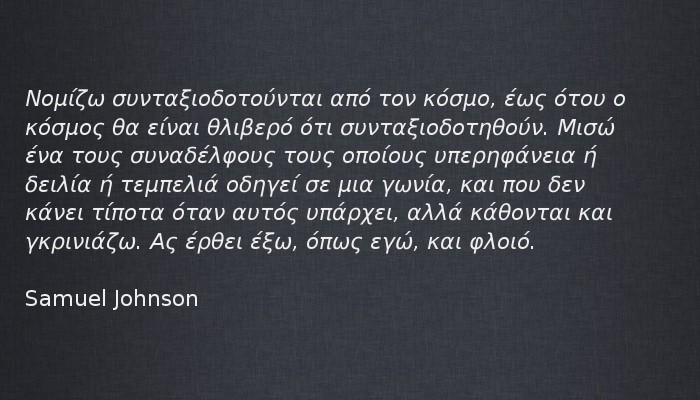 Νομίζω συνταξιοδοτούνται από τον κόσμο, έως ότου ο
κόσμος θα είναι θλιβερό ότι συνταξιοδοτηθούν. Μισώ
ένα τους συναδέλφους τους οποίους υπερηφάνεια ή
δειλία ή τεμπελιά οδηγεί σε μια γωνία, και που δεν
κάνει τίποτα όταν αυτός υπάρχει, αλλά κάθονται και
γκρινιάζω. Ας έρθει έξω, όπως εγώ, και φλοιό.
Samuel Johnson